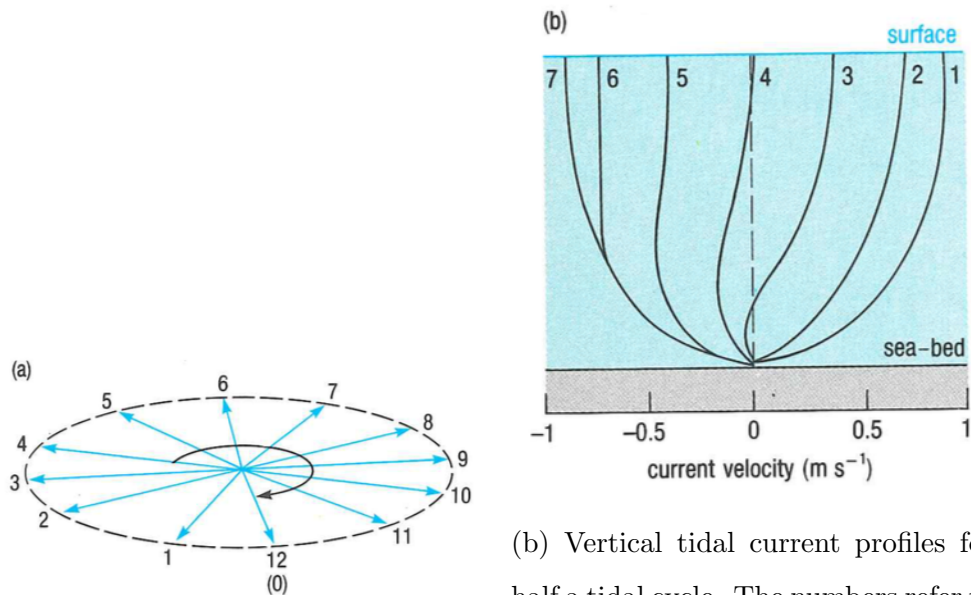 (a)
5
6
7
4
8
3
9
2
10
1
12
11
(0)
(b)
surface
7 6 5 4 3 2 1
sea-bed
-1 -0.5 0 0.5 1
current velocity (m s⁻¹)
(b) Vertical tidal current profiles
half a tidal cycle. The numbers refer